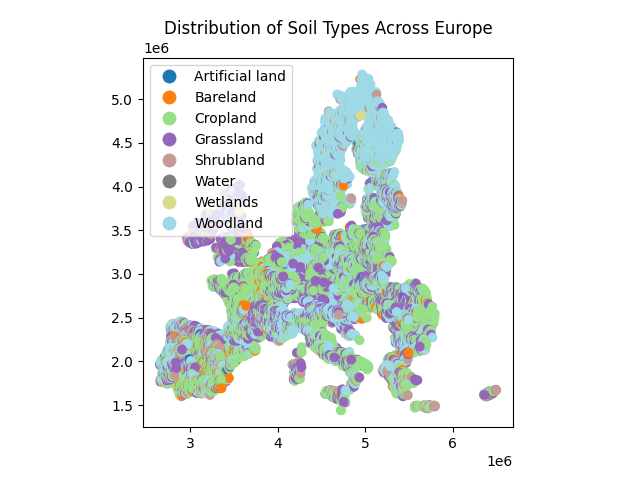 Distribution of Soil Types Across Europe
1e6
Artificial land
Bareland
Cropland
Grassland
Shrubland
Water
Wetlands
Woodland
5.0
4.5
4.0
3.5
3.0
2.5
2.0
1.5
3 4 5 6
1e6